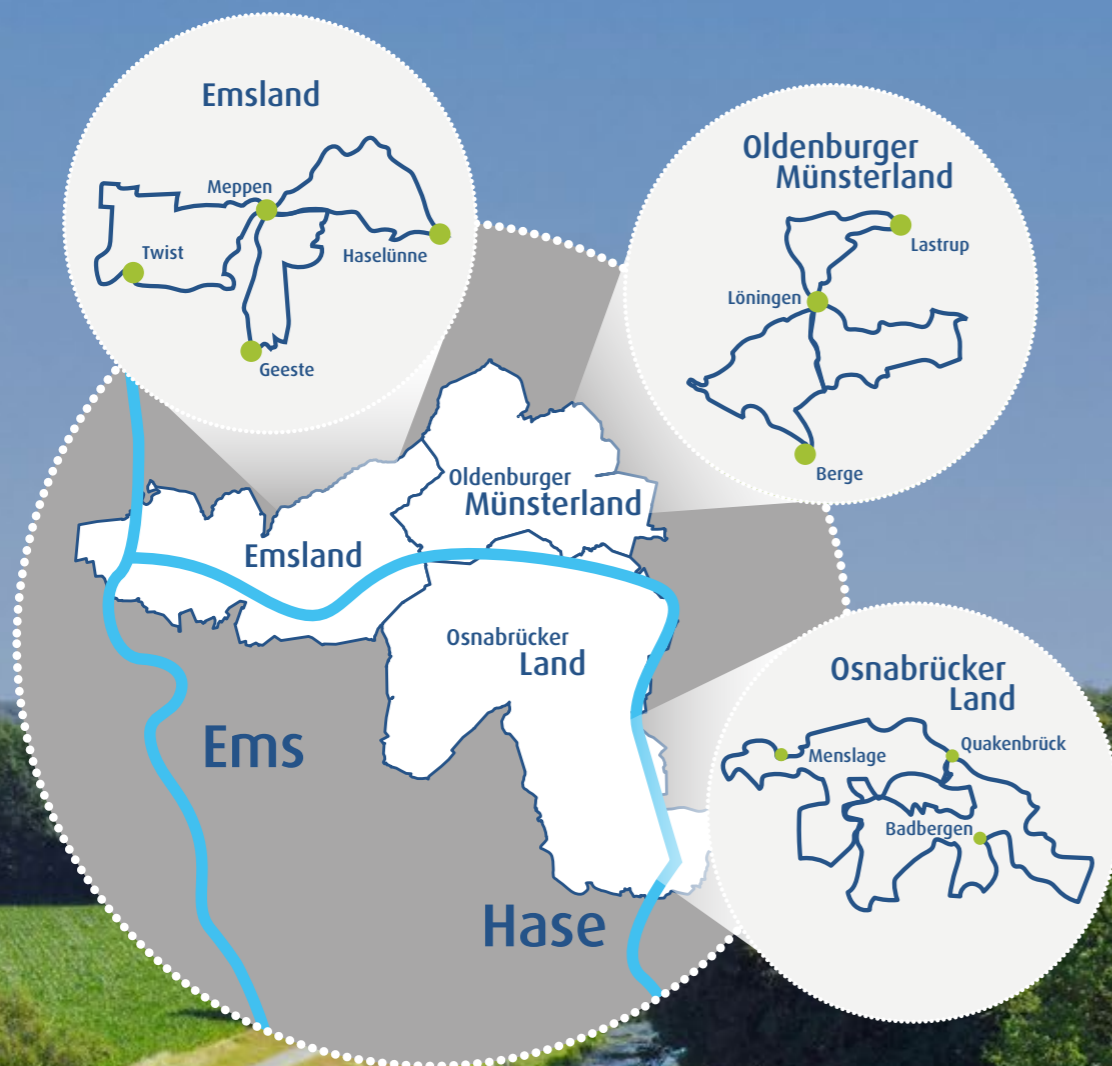 Emsland
Meppen
Twist
Haselünne
Geeste
Oldenburger
Münsterland
Lastrup
Löningen
Berge
Oldenburger
Münsterland
Emsland
Osnabrücker
Land
Ems
Hase
Osnabrücker
Land
Menslage
Quakenbrück
Badbergen